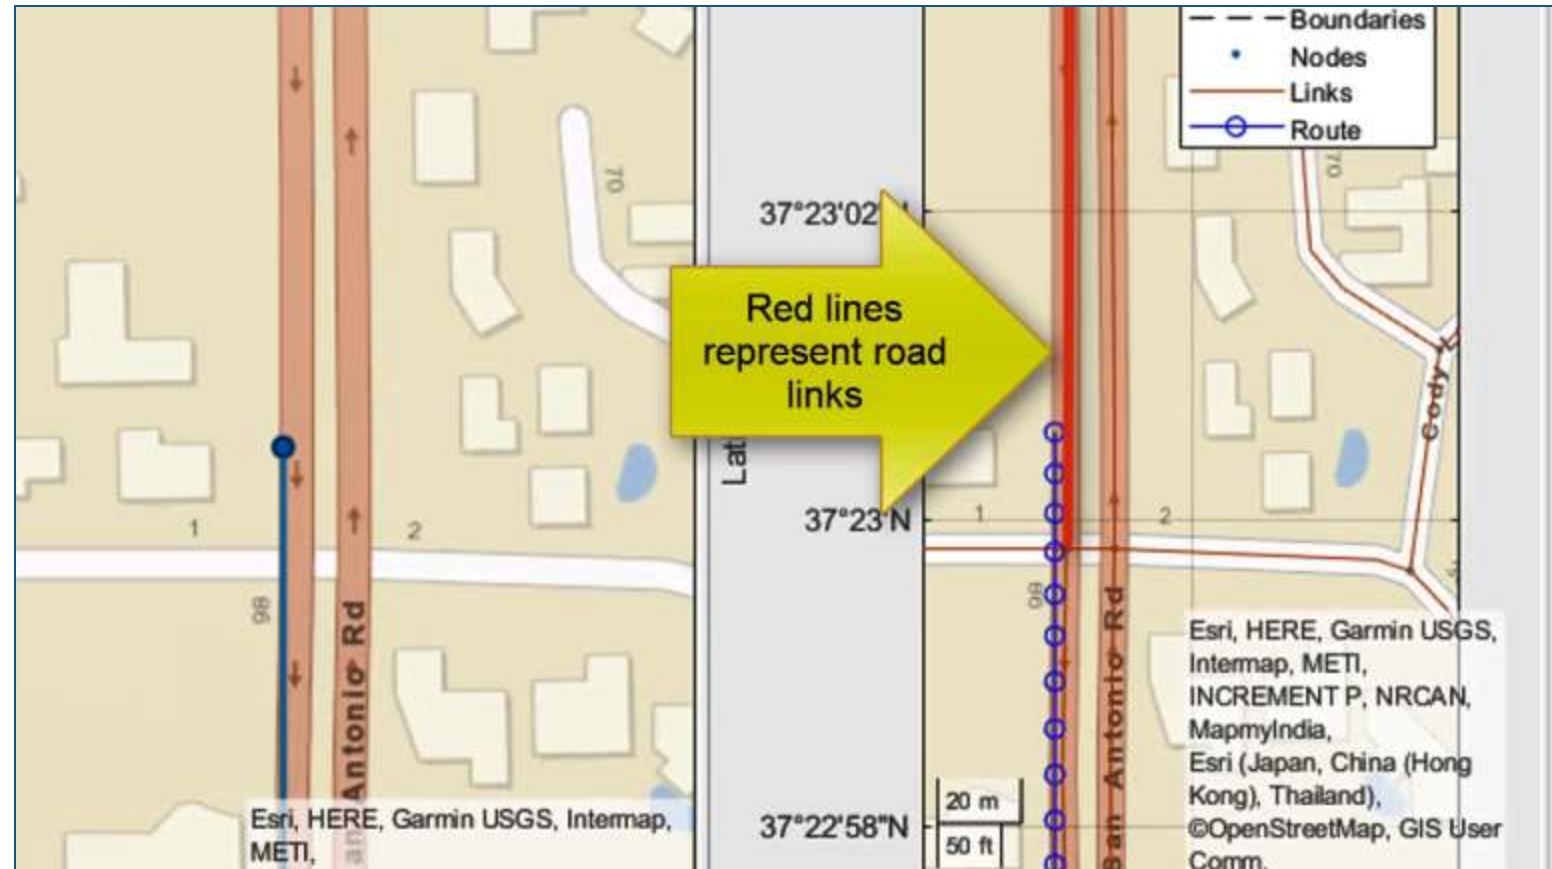 Boundaries
Nodes
Links
Route
70
70
37°23'02"N
Red lines
represent road
links
Lat
Cody
37°23'N
1
2
1
2
98
98
an Antonio Rd
San Antonio Rd
Esri, HERE, Garmin USGS, Intermap,
METI,
37°22'58"N
20 m
50 ft
Esri, HERE, Garmin USGS,
Intermap, METI,
INCREMENT P, NRCAN,
MapmyIndia,
Esri (Japan, China (Hong
Kong), Thailand),
©OpenStreetMap, GIS User
Comm,